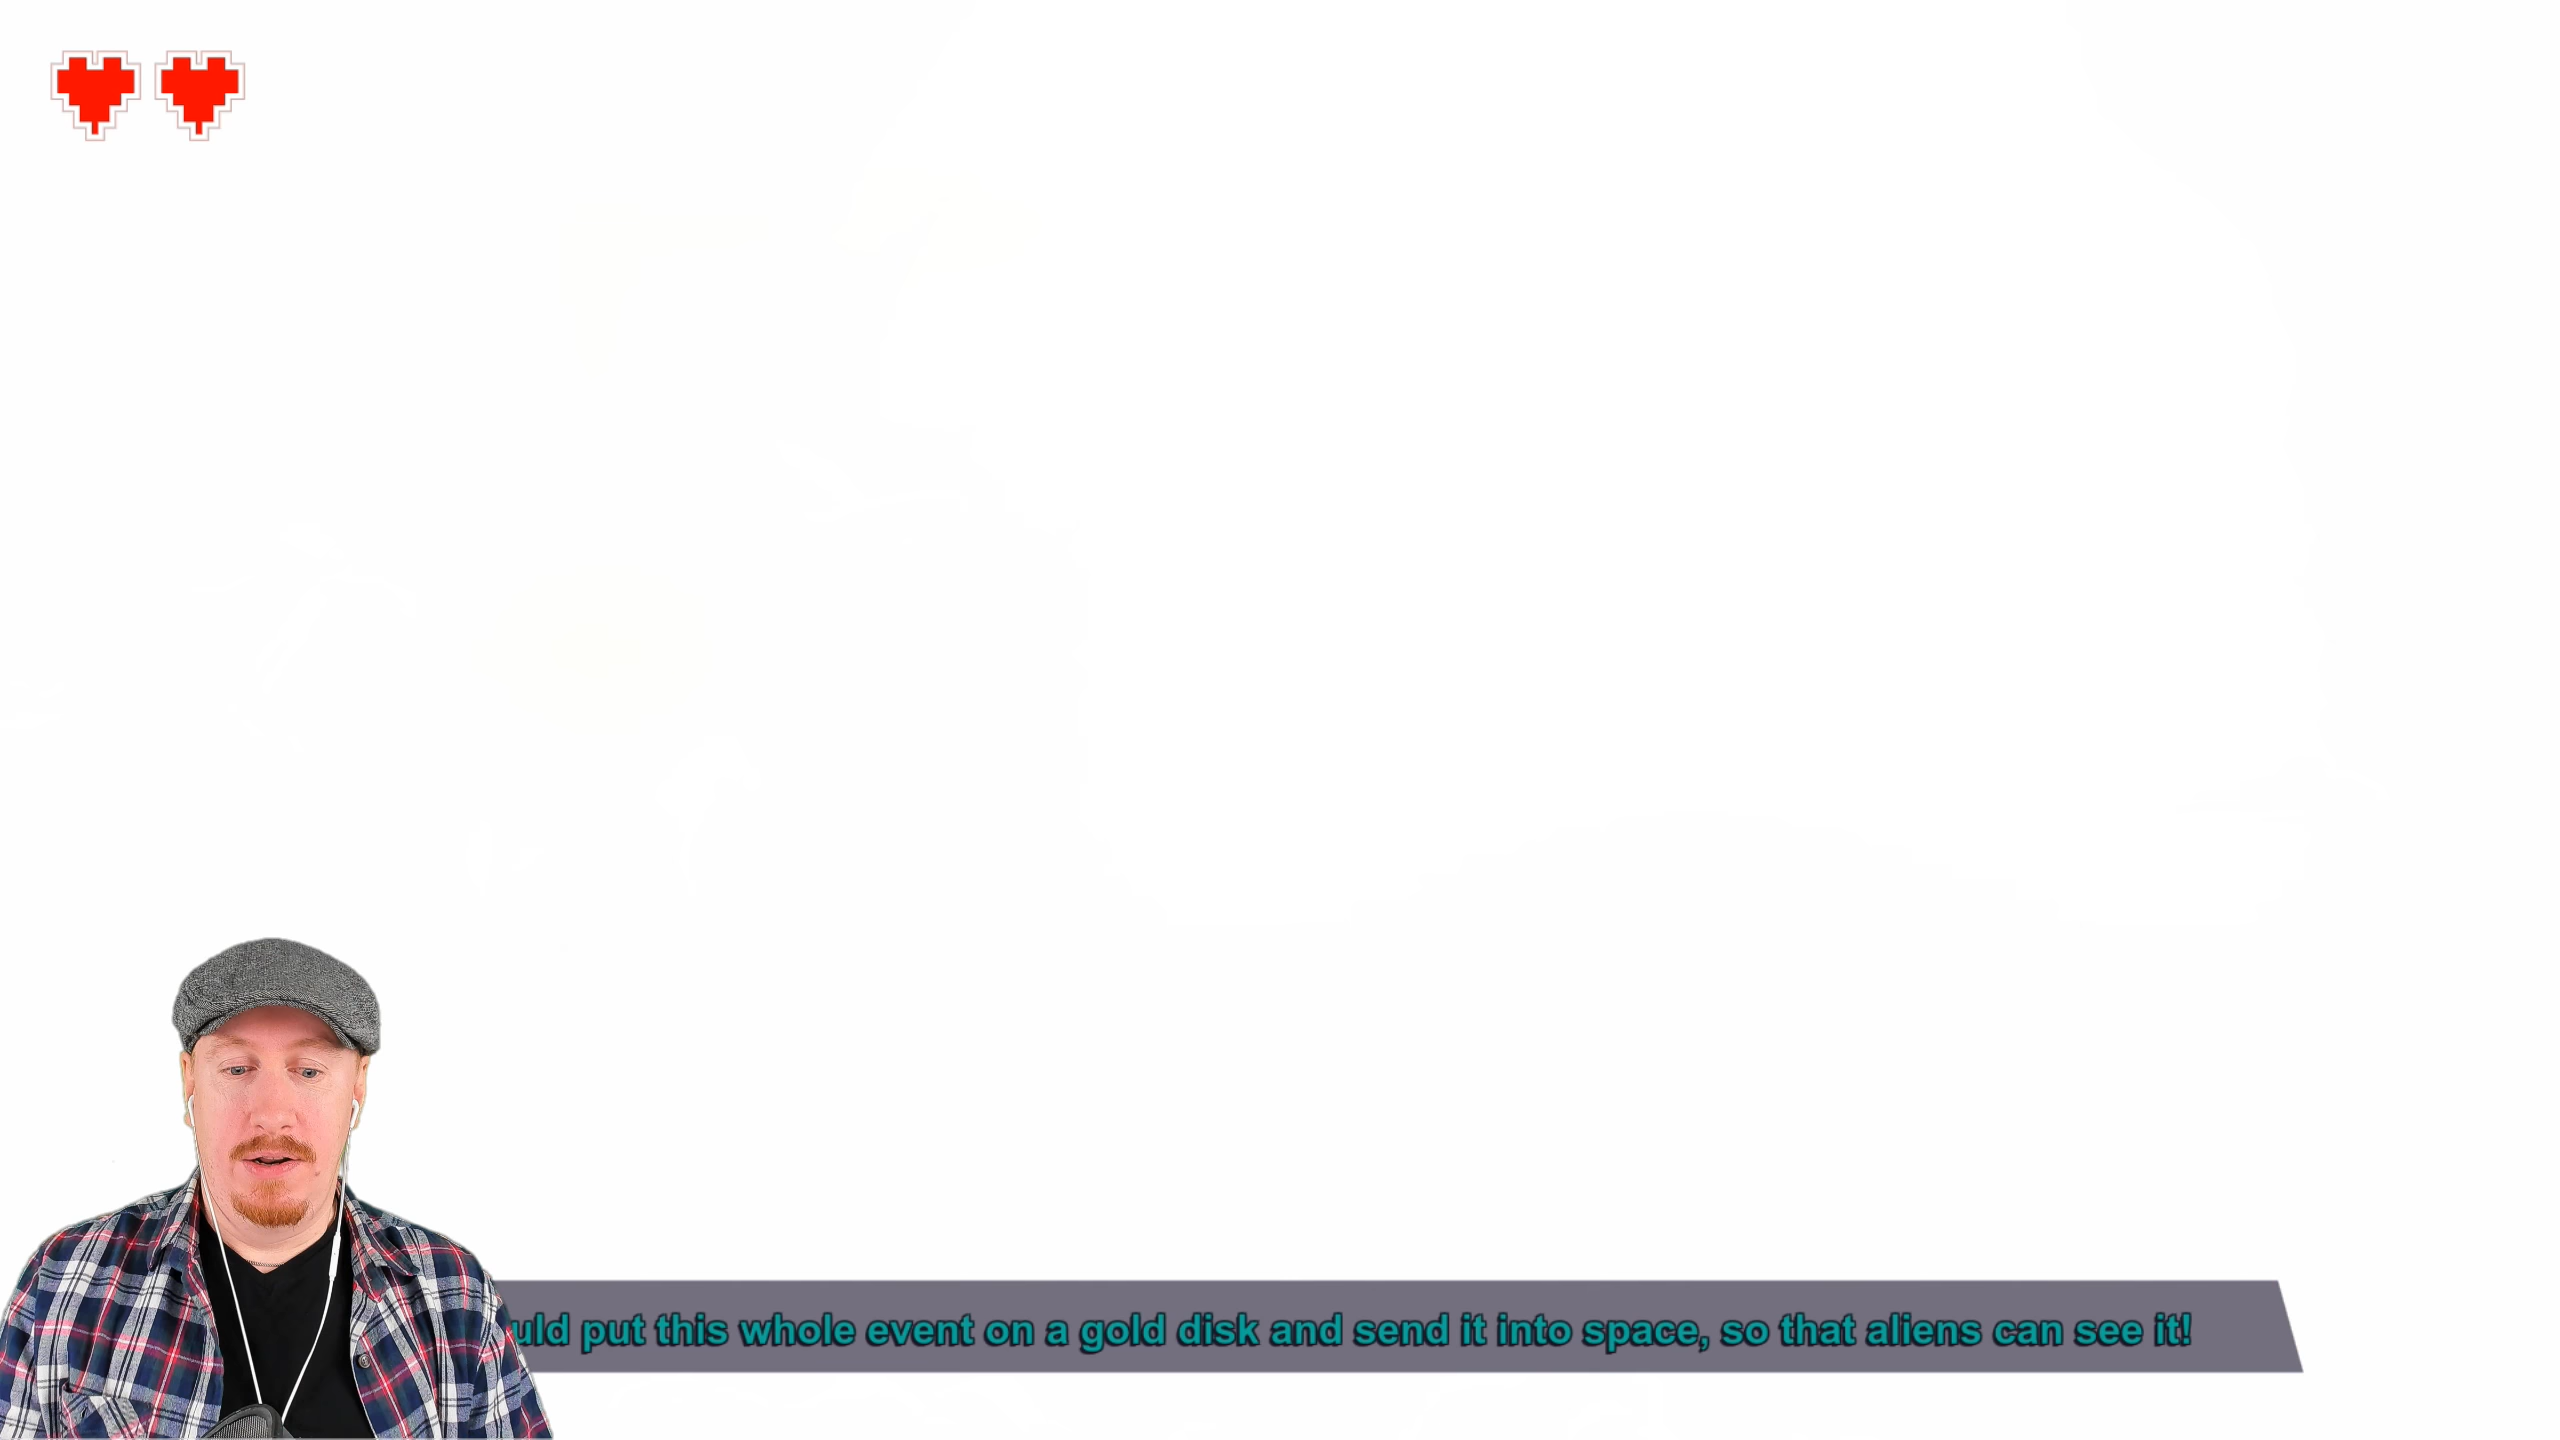 uld put this whole event on a gold disk and send it into space, so that aliens can see it!